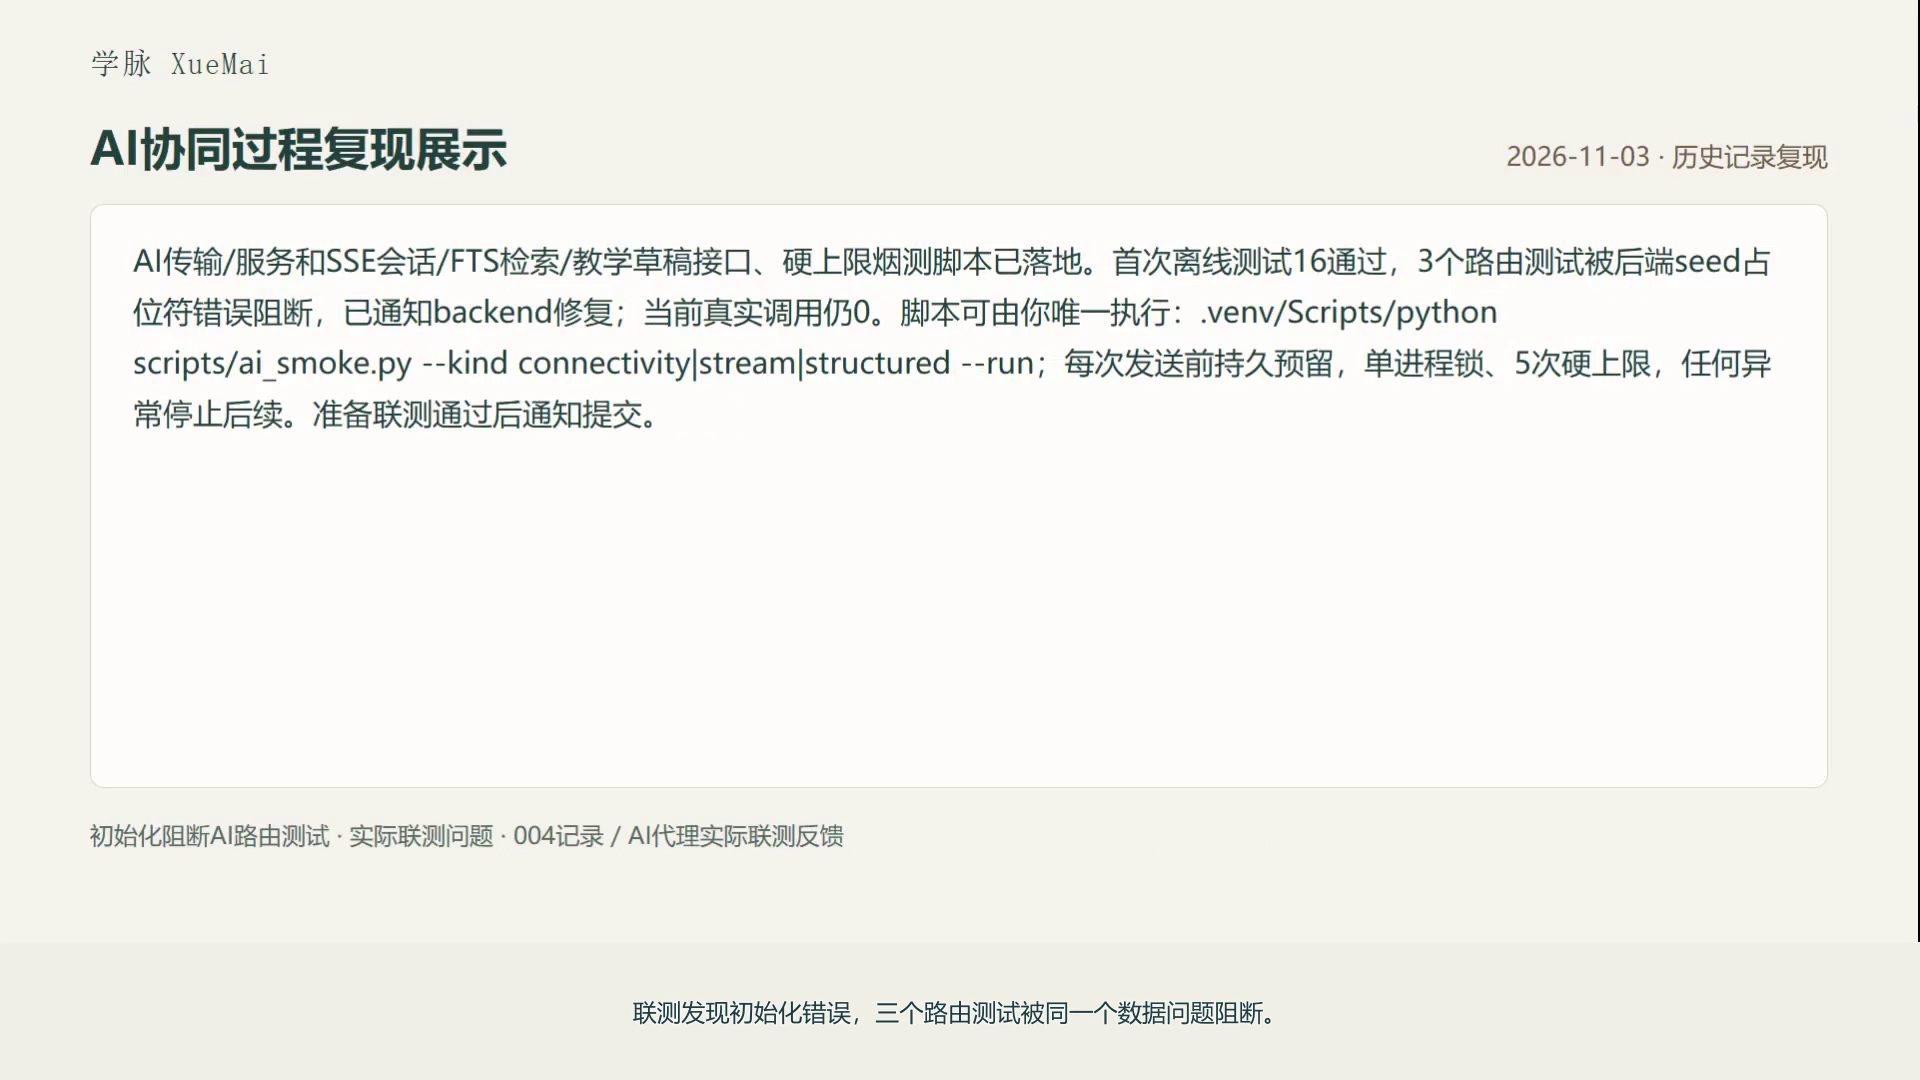 学脉 XueMai
AI协同过程复现展示
2026-11-03 · 历史记录复现
AI传输/服务和SSE会话/FTS检索/教学草稿接口、硬上限烟测脚本已落地。首次离线测试16通过，3个路由测试被后端seed占
位符错误阻断，已通知backend修复；当前真实调用仍0。脚本可由你唯一执行：.venv/Scripts/python
scripts/ai_smoke.py --kind connectivity|stream|structured --run；每次发送前持久预留，单进程锁、5次硬上限，任何异
常停止后续。准备联测通过后通知提交。
初始化阻断AI路由测试 · 实际联测问题 · 004记录 / AI代理实际联测反馈
联测发现初始化错误，三个路由测试被同一个数据问题阻断。